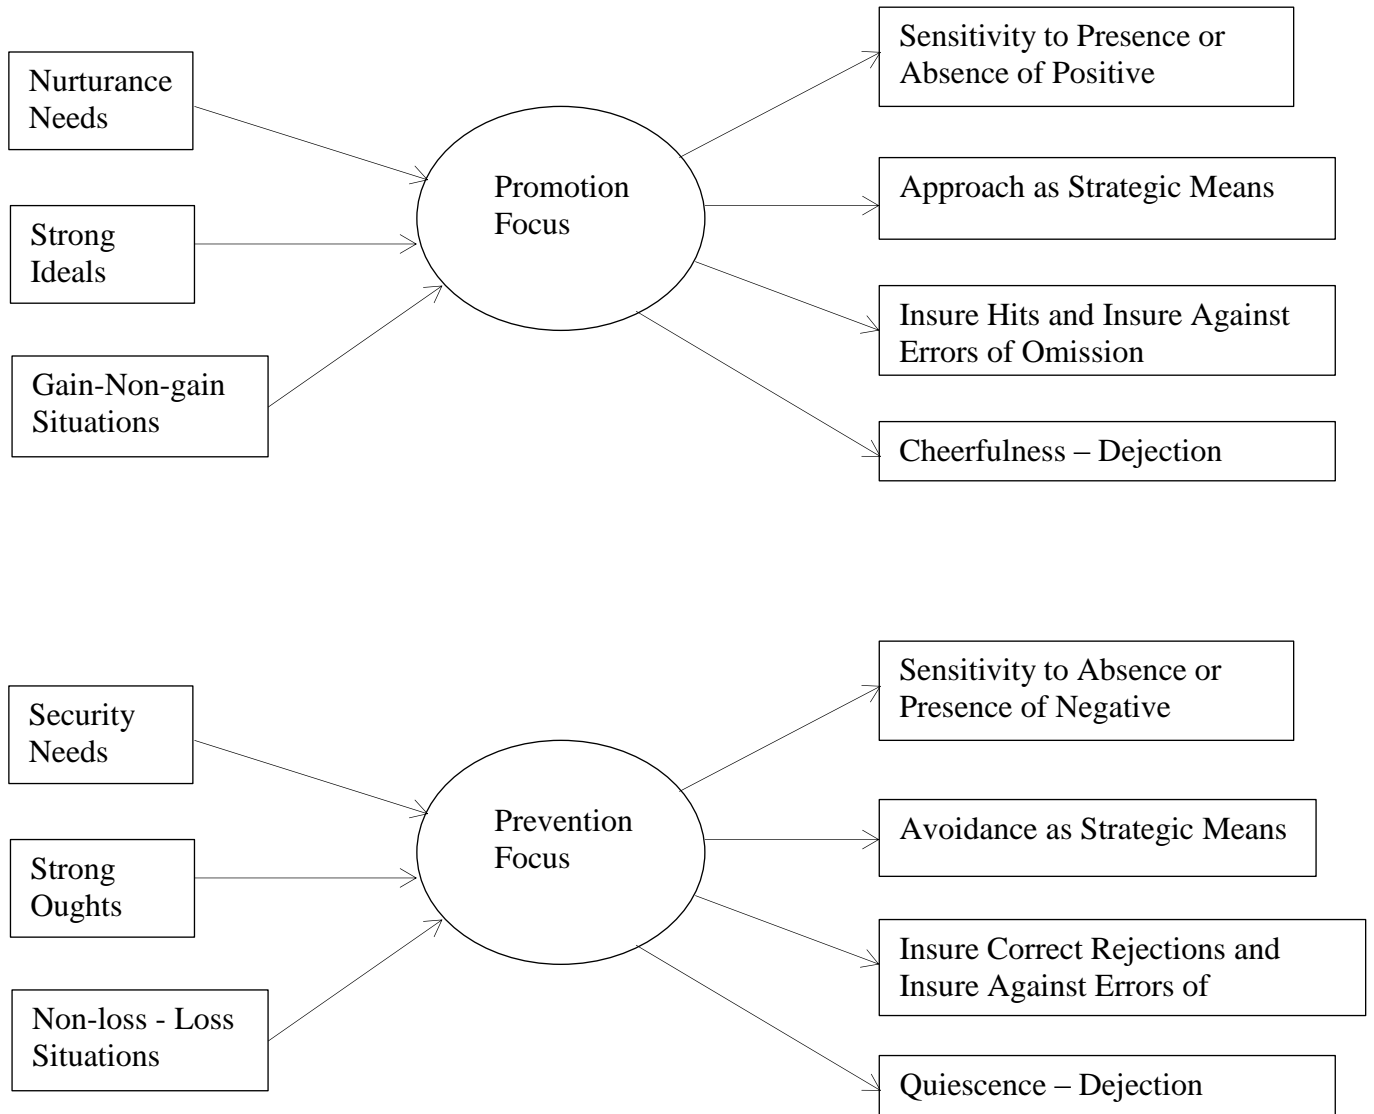 Nurturance
Needs
Strong
Ideals
Gain-Non-gain
Situations
Promotion
Focus
Sensitivity to Presence or
Absence of Positive
Approach as Strategic Means
Insure Hits and Insure Against
Errors of Omission
Cheerfulness – Dejection
Security
Needs
Strong
Oughts
Non-loss - Loss
Situations
Prevention
Focus
Sensitivity to Absence or
Presence of Negative
Avoidance as Strategic Means
Insure Correct Rejections and
Insure Against Errors of
Quiescence – Dejection